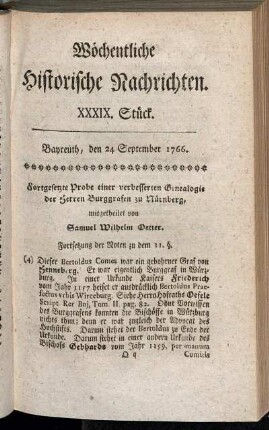 Wöchentliche
Historische Nachrichten.
XXXIX. Stück.
Bayreuth, den 24 September 1766.
Fortgesetzte Probe einer verbesserten Genealogie
der Herren Burggrafen zu Nürnberg,
mitgetheilet von
Samuel Wilhelm Oetter.
Fortsetzung der Noten zu dem 11. §.
(4) Dieser Bertoldus Comes war ein gebohrner Graf von
Henneberg. Er war eigentlich Burggraf in Würz-
burg. In einer Urkunde Kaisers Friederich
vom Jahr 1157 heiset er ausdrücklich Bertoldus Prae-
fectus vrbis Wirceburg. Siehe Herrn Hofraths Oefele
Script. Rer Boj. Tom. II. pag. 82. Ohne Vorwissen
des Burggrafens konnten die Bischöffe in Würzburg
nichts thun; denn er war zugleich der Advocat des
Hochstiftes. Darum stehet der Bertoldus zu Ende der
Urkunde. Darum stehet in einer andern Urkunde des
Bischofs Gebhards vom Jahr 1159. per manum
Q q
Comitis